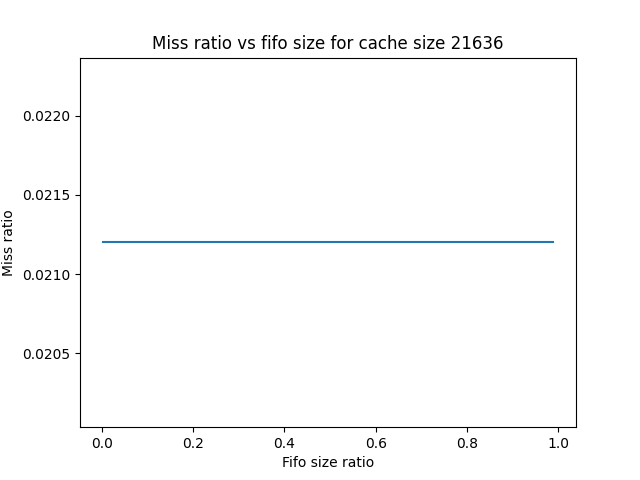 Miss ratio vs fifo size for cache size 21636
0.0220
0.0215
0.0210
0.0205
Miss ratio
0.0 0.2 0.4 0.6 0.8 1.0
Fifo size ratio